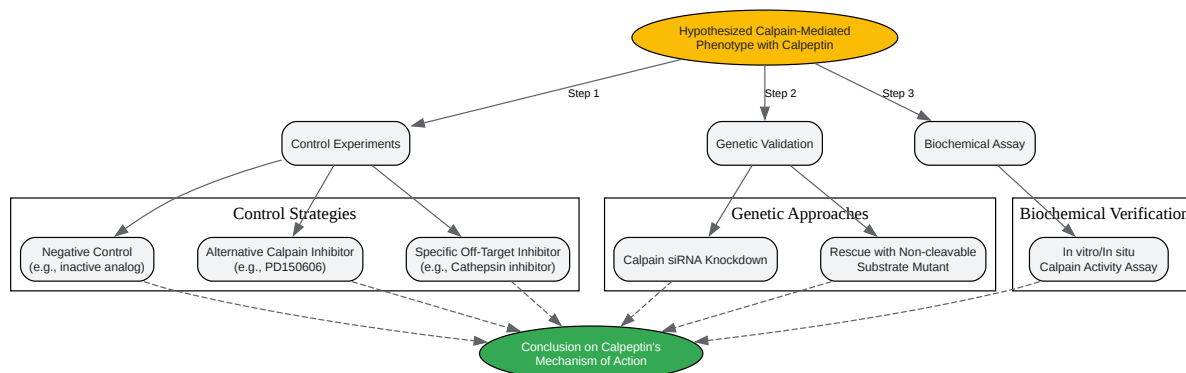 Hypothesized Calpain-Mediated
Phenotype with Calpeptin
Step 1
Step 2
Step 3
Control Experiments
Genetic Validation
Biochemical Assay
Control Strategies
Genetic Approaches
Biochemical Verification
Negative Control
(e.g., inactive analog)
Alternative Calpain Inhibitor
(e.g., PD150606)
Specific Off-Target Inhibitor
(e.g., Cathepsin inhibitor)
Calpain siRNA Knockdown
Rescue with Non-cleavable
Substrate Mutant
In vitro/In situ
Calpain Activity Assay
Conclusion on Calpeptin's
Mechanism of Action